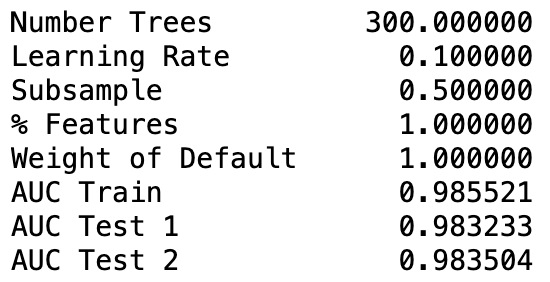 Number Trees 300.000000
Learning Rate 0.100000
Subsample 0.500000
% Features 1.000000
Weight of Default 1.000000
AUC Train 0.985521
AUC Test 1 0.983233
AUC Test 2 0.983504